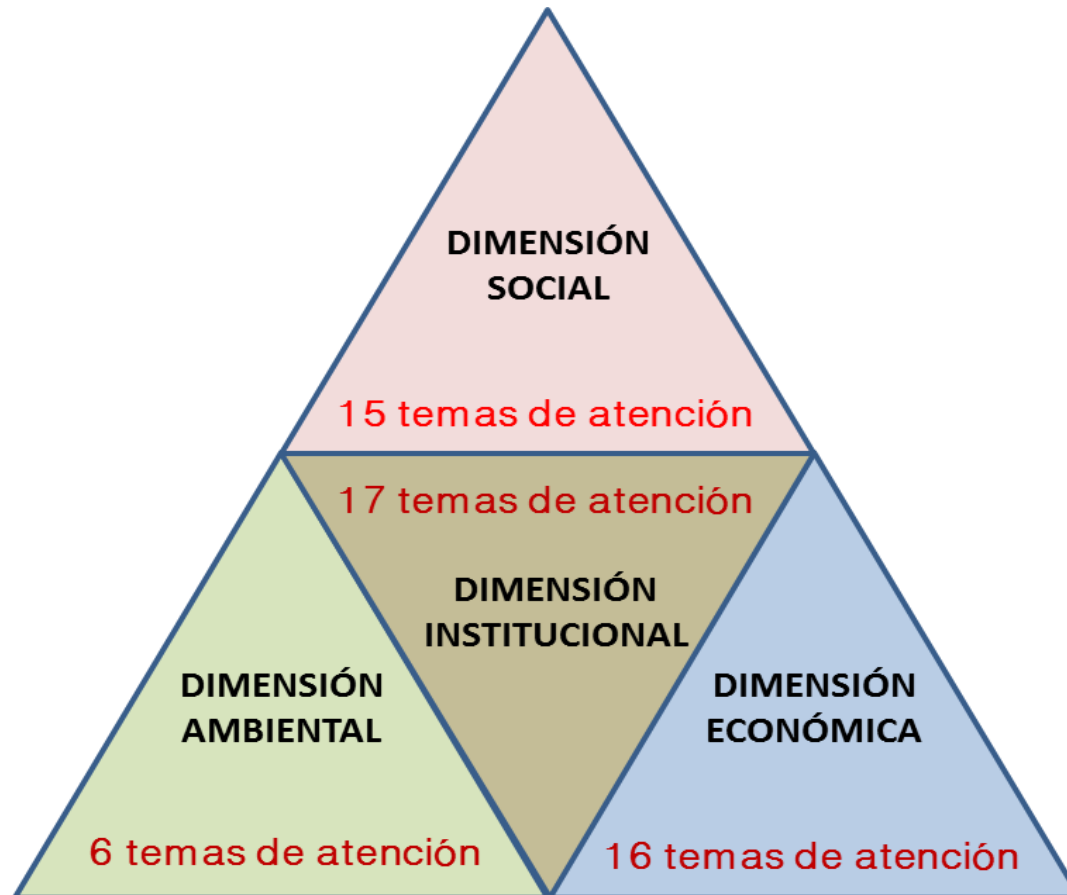 DIMENSIÓN
SOCIAL
15 temas de atención
17 temas de atención
DIMENSIÓN
INSTITUCIONAL
DIMENSIÓN
AMBIENTAL
6 temas de atención
DIMENSIÓN
ECONÓMICA
16 temas de atención